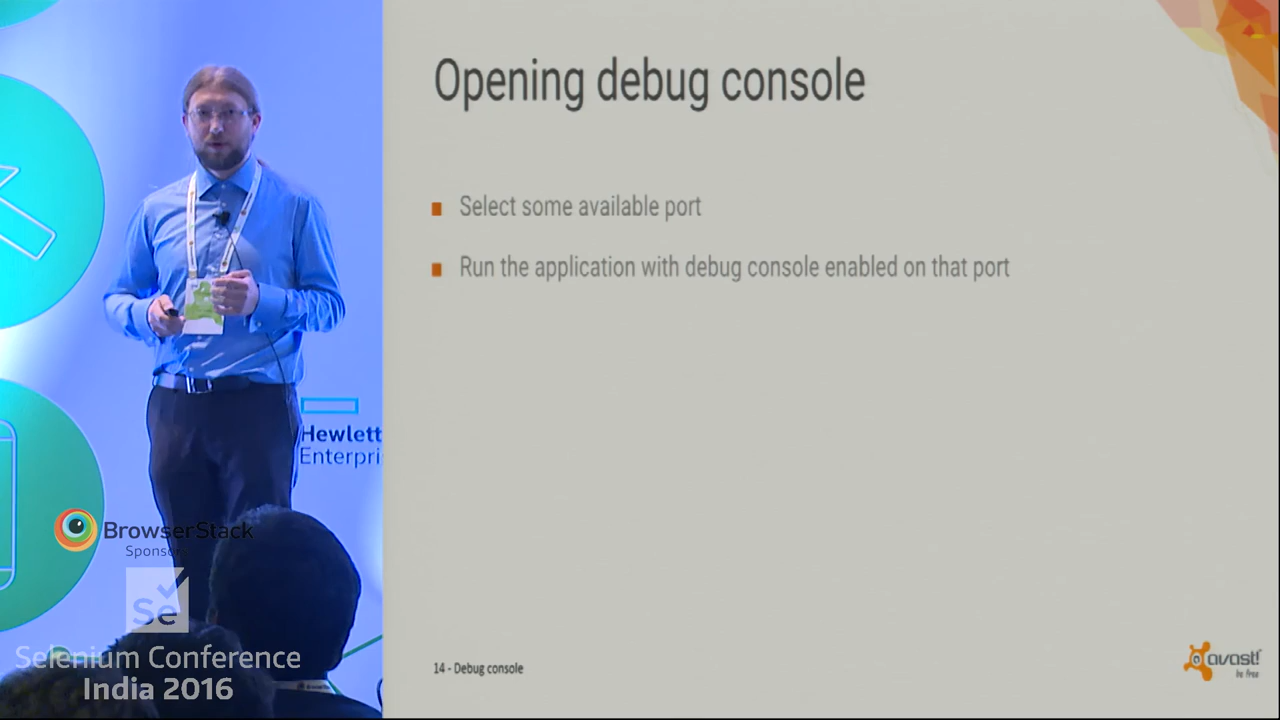 Opening debug console
Select some available port
Run the application with debug console enabled on that port
Hewlett
Enterpri
BrowserStack
Sponsor
Se
Selenium Conference
India 2016
14 - Debug console
avast!
be free